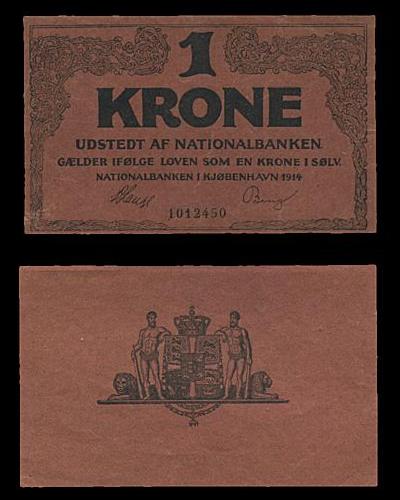 1
KRONE
UDSTEDT AF NATIONALBANKEN.
GÆLDER IFØLGE LOVEN SOM EN KRONE I SØLV.
NATIONALBANKEN I KJØBENHAVN 1914
1012450